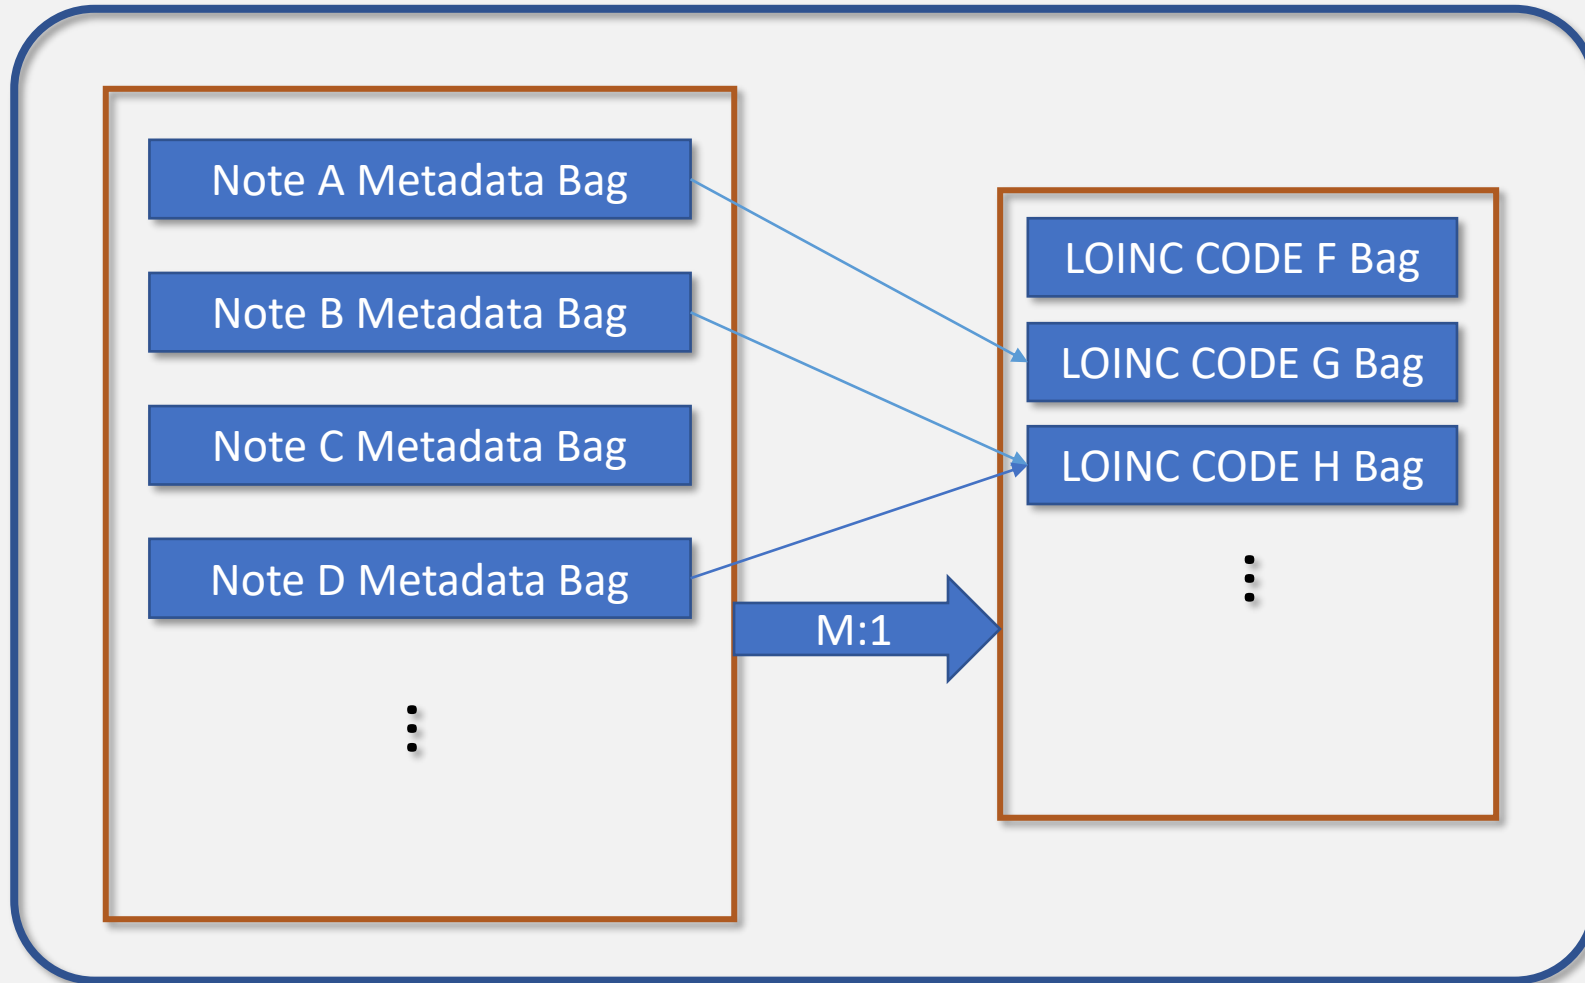 Note A Metadata Bag
Note B Metadata Bag
Note C Metadata Bag
Note D Metadata Bag
M:1
LOINC CODE F Bag
LOINC CODE G Bag
LOINC CODE H Bag